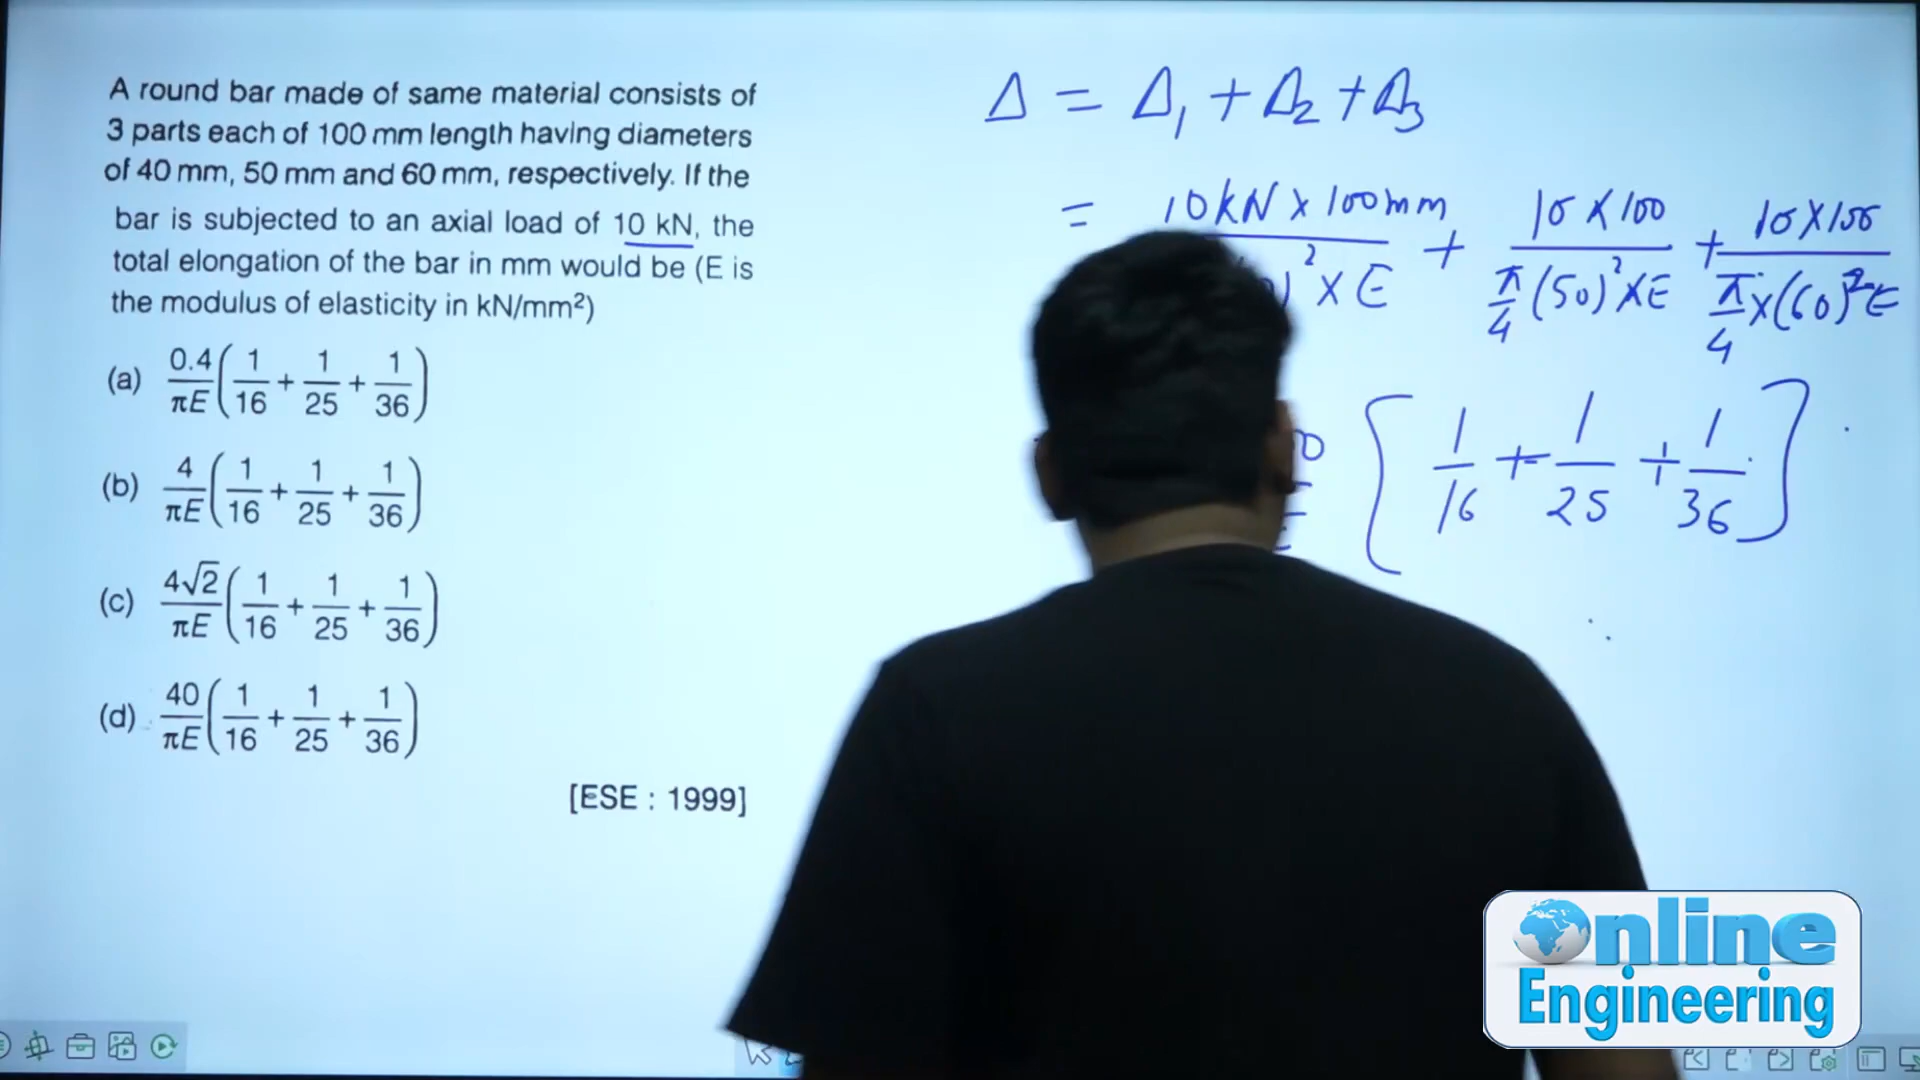 A round bar made of same material consists of
3 parts each of 100 mm length having diameters
of 40 mm, 50 mm and 60 mm, respectively. If the
bar is subjected to an axial load of 10 kN, the
total elongation of the bar in mm would be (E is
the modulus of elasticity in kN/mm²)
(a) 0.4/πE (1/16 + 1/25 + 1/36)
(b) 4/πE (1/16 + 1/25 + 1/36)
(c) 4√2/πE (1/16 + 1/25 + 1/36)
(d) 40/πE (1/16 + 1/25 + 1/36)
[ESE : 1999]
Δ = Δ₁ + Δ₂ + Δ₃
= 10kN × 100mm / )² × E + 10 × 100 / π/4 (50)² × E + 10 × 100 / π/4 × (60)² E
[1/16 + 1/25 + 1/36]
Online
Engineering